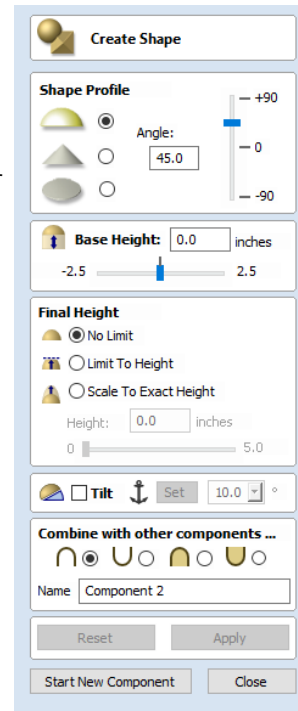 Create Shape
Shape Profile
+90
Angle:
0
45.0
-90
Base Height: 0.0 inches
-2.5 2.5
Final Height
No Limit
Limit To Height
Scale To Exact Height
Height: 0.0 inches
0 5.0
Tilt Set 10.0 °
Combine with other components ...
Name Component 2
Reset Apply
Start New Component Close